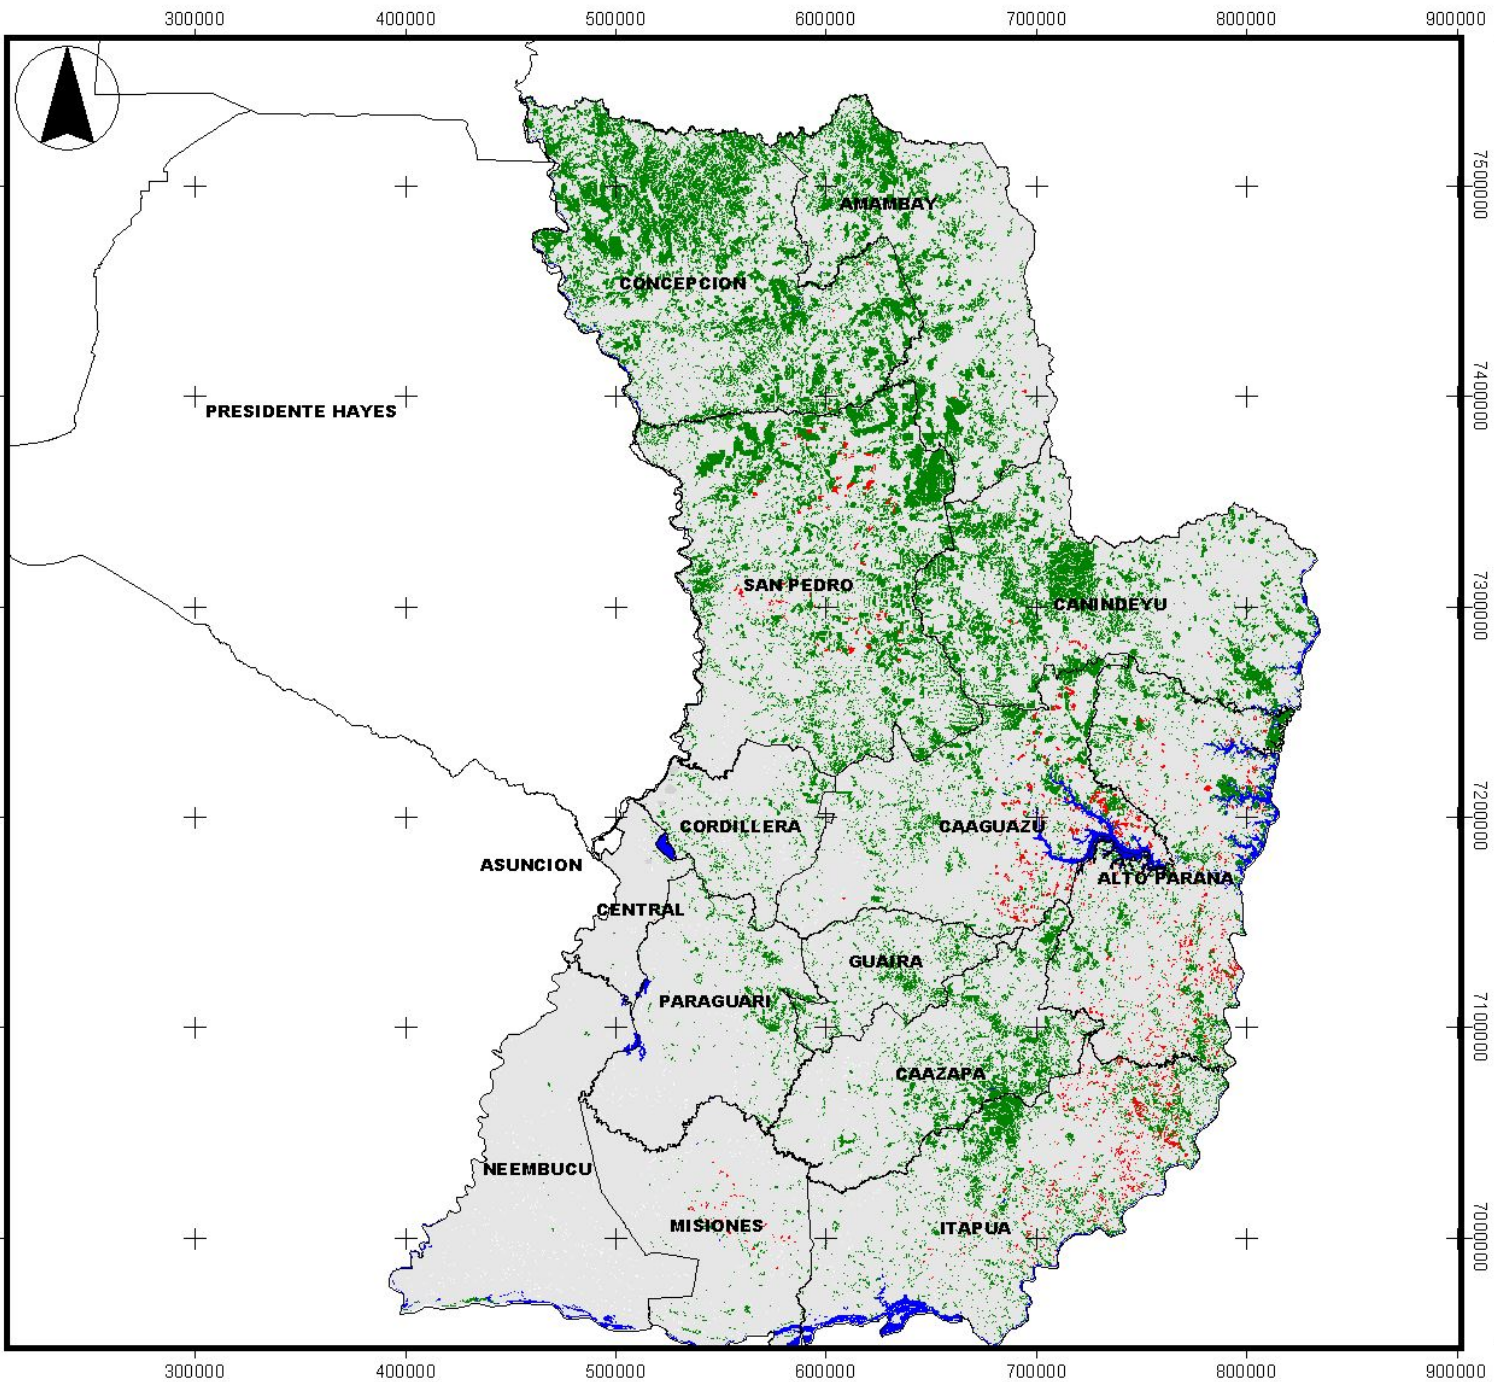 300000 400000 500000 600000 700000 800000 900000
7500000
AMAMBAY
CONCEPCION
7400000
PRESIDENTE HAYES
SAN PEDRO
7300000
CANINDEYU
7200000
CORDILLERA
CAAGUAZU
ASUNCION
ALTO PARANA
CENTRAL
GUAIRA
PARAGUARI
7100000
CAAZAPA
NEEMBUCU
MISIONES
ITAPUA
7000000
300000 400000 500000 600000 700000 800000 900000